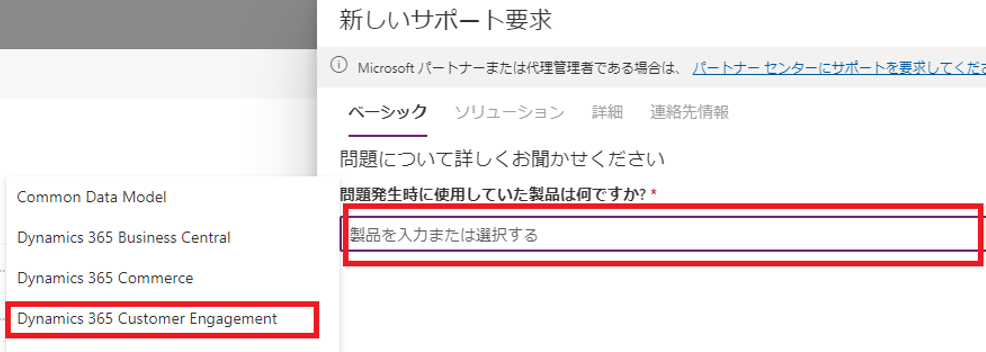 新しいサポート要求
Microsoft パートナーまたは代理管理者である場合は、 パートナー センターにサポートを要求してくださ
ベーシック ソリューション 詳細 連絡先情報
問題について詳しくお聞かせください
問題発生時に使用していた製品は何ですか? *
製品を入力または選択する
Common Data Model
Dynamics 365 Business Central
Dynamics 365 Commerce
Dynamics 365 Customer Engagement